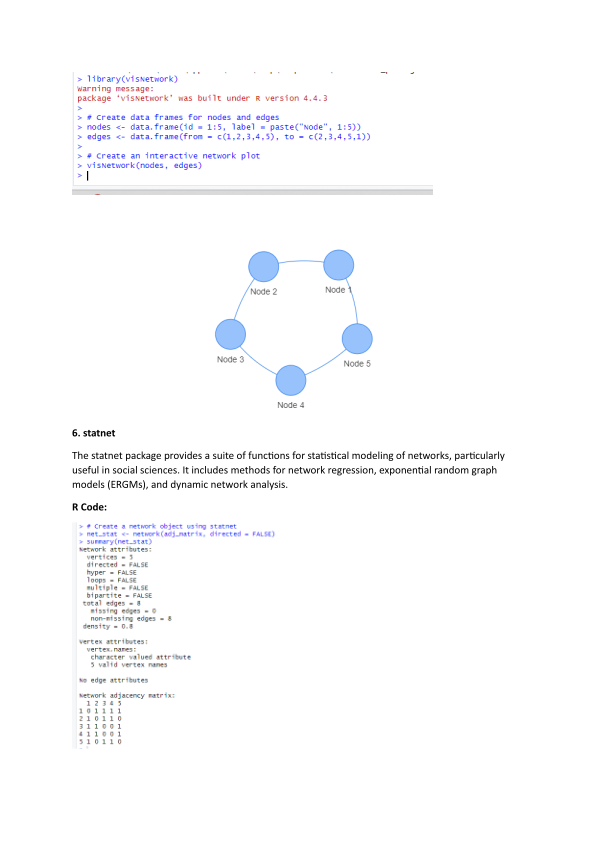 > library(visNetwork)
Warning message:
package ‘visNetwork’ was built under R version 4.4.3
>
> # Create data frames for nodes and edges
> nodes <- data.frame(id = 1:5, label = paste("Node", 1:5))
> edges <- data.frame(from = c(1,2,3,4,5), to = c(2,3,4,5,1))
>
> # Create an interactive network plot
> visNetwork(nodes, edges)
>
Node 2
Node 1
Node 3
Node 5
Node 4
6. statnet
The statnet package provides a suite of functions for statistical modeling of networks, particularly
useful in social sciences. It includes methods for network regression, exponential random graph
models (ERGMs), and dynamic network analysis.
R Code:
> # Create a network object using statnet
> net_stat <- network(adj_matrix, directed = FALSE)
> summary(net_stat)
Network attributes:
vertices = 5
directed = FALSE
hyper = FALSE
loops = FALSE
multiple = FALSE
bipartite = FALSE
total edges = 8
missing edges = 0
non-missing edges = 8
density = 0.8
Vertex attributes:
vertex.names:
character valued attribute
5 valid vertex names
No edge attributes
Network adjacency matrix:
1 2 3 4 5
1 0 1 1 1 1
2 1 0 1 1 0
3 1 1 0 0 1
4 1 1 0 0 1
5 1 0 1 1 0